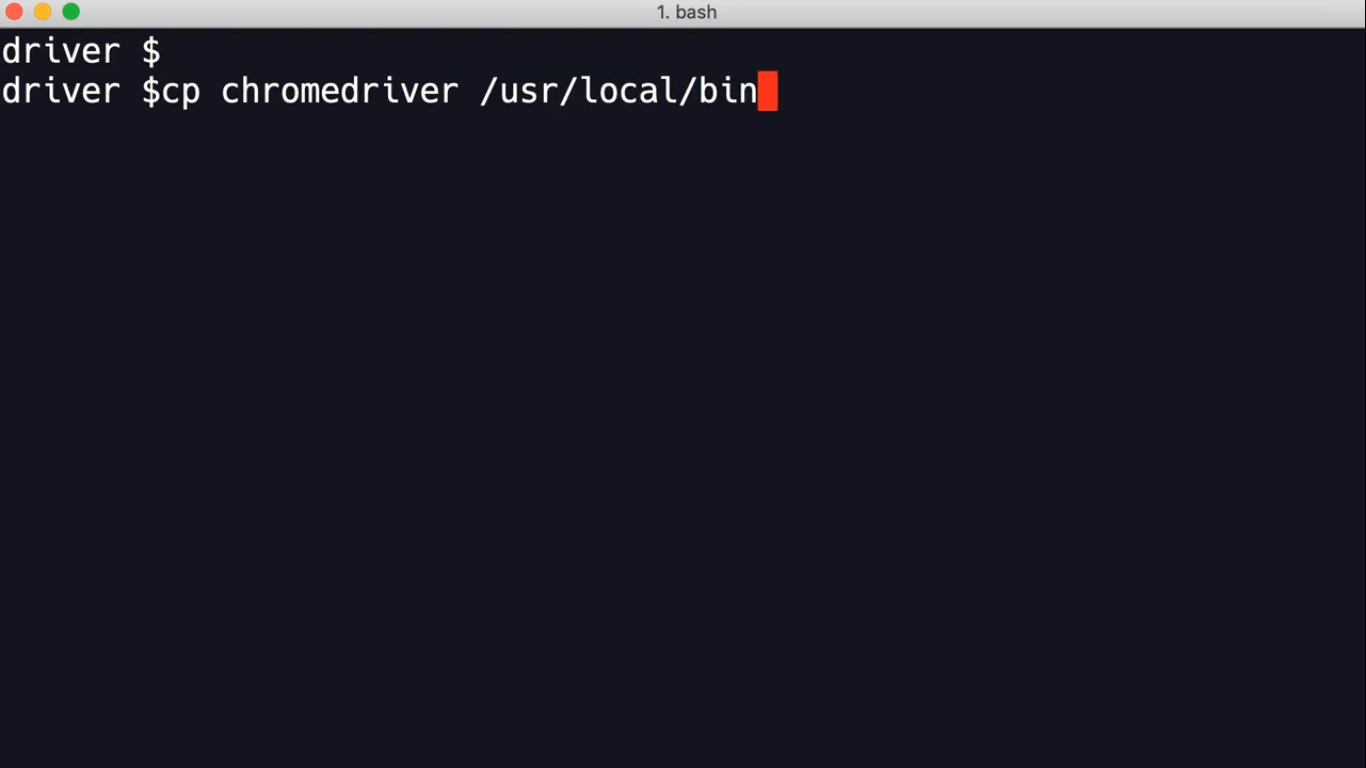 1. bash
driver $
driver $cp chromedriver /usr/local/bin